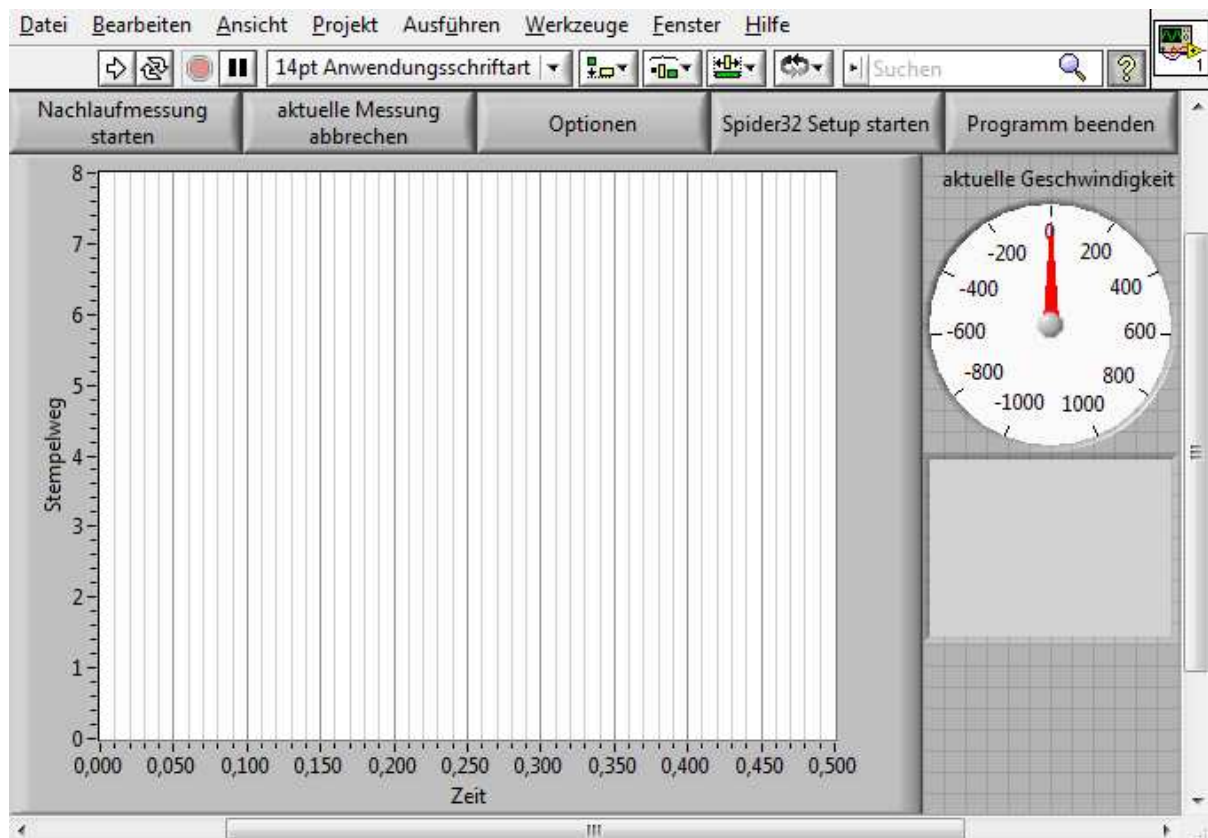 Datei Bearbeiten Ansicht Projekt Ausführen Werkzeuge Fenster Hilfe
14pt Anwendungsschriftart Suchen ? 1
Nachlaufmessung
starten
aktuelle Messung
abbrechen
Optionen
Spider32 Setup starten
Programm beenden
8
7
6
5
4
3
2
1
0
Stempelweg
0,000 0,050 0,100 0,150 0,200 0,250 0,300 0,350 0,400 0,450 0,500
Zeit
aktuelle Geschwindigkeit
0
-200 200
-400 400
-600 600
-800 800
-1000 1000